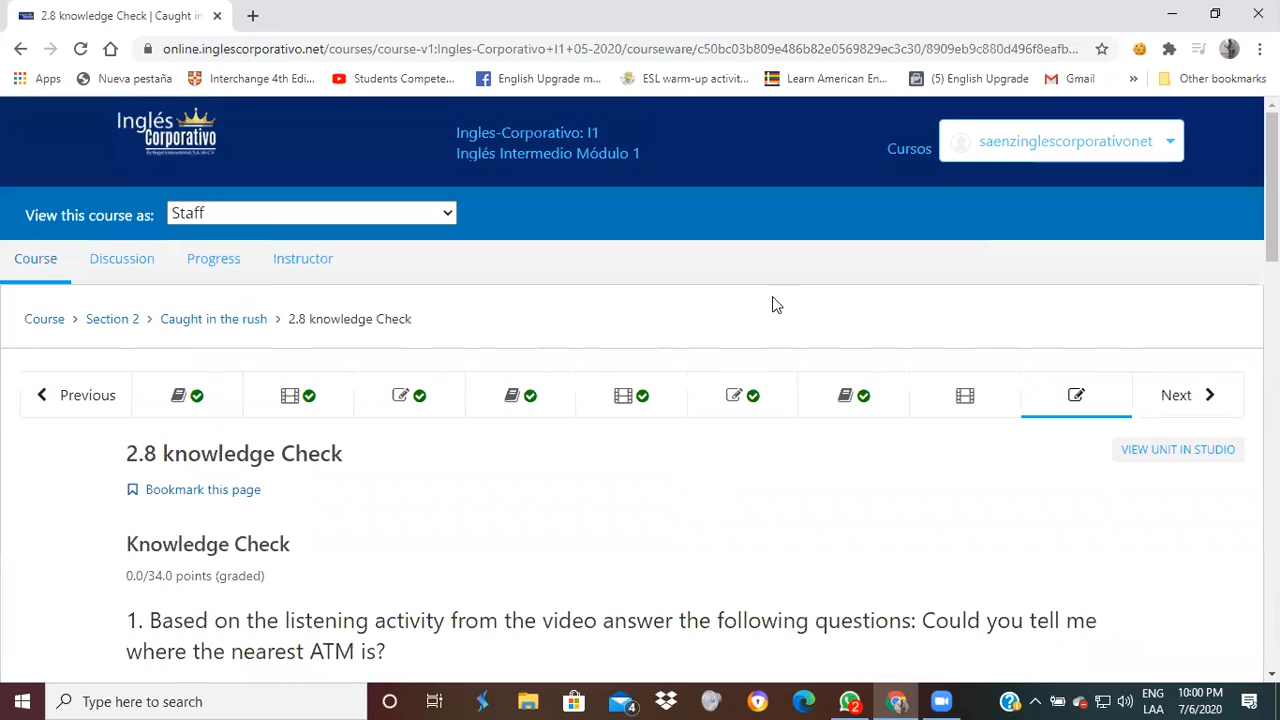 2.8 knowledge Check | Caught in
online.inglescorporativo.net/courses/course-v1:Ingles-Corporativo+I1+05-2020/courseware/c50bc03b809e486b82e0569829ec3c30/8909eb9c880d496f8eafb...
Apps Nueva pestaña Interchange 4th Edi... Students Compete... English Upgrade m... ESL warm-up activit... Learn American En... (5) English Upgrade Gmail » Other bookmarks
Inglés
Corporativo
Ingles-Corporativo: I1
Inglés Intermedio Módulo 1
Cursos
saenzinglescorporativonet
View this course as: Staff
Course Discussion Progress Instructor
Course > Section 2 > Caught in the rush > 2.8 knowledge Check
Previous Next
2.8 knowledge Check
VIEW UNIT IN STUDIO
Bookmark this page
Knowledge Check
0.0/34.0 points (graded)
1. Based on the listening activity from the video answer the following questions: Could you tell me
where the nearest ATM is?
Type here to search
4
2
ENG
LAA
10:00 PM
7/6/2020